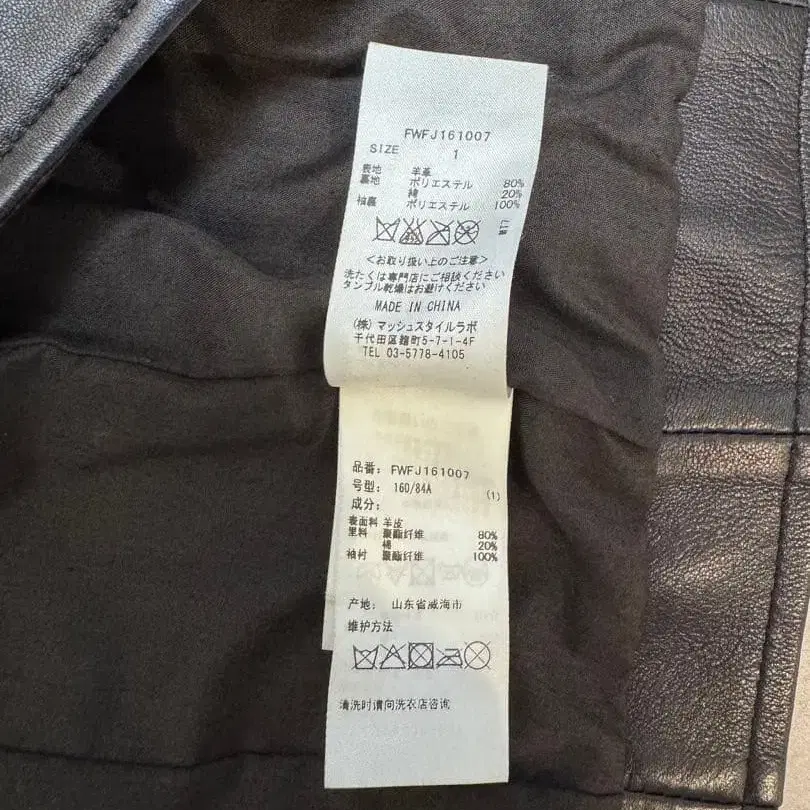 FWFJ161007
SIZE 1
表地 羊革
裏地 ポリエステル 80%
綿 20%
袖裏 ポリエステル 100%
<お取り扱い上のご注意>
洗たくは専門店にご相談ください
タンブル乾燥はお避けください
MADE IN CHINA
(株)マッシュスタイルラボ
千代田区麹町5-7-1-4F
TEL 03-5778-4105
品番: FWFJ161007
号型: 160/84A (1)
成分:
表面料 羊皮
里料 聚酯纤维 80%
棉 20%
袖衬 聚酯纤维 100%
产地: 山东省威海市
维护方法
清洗时请向洗衣店咨询